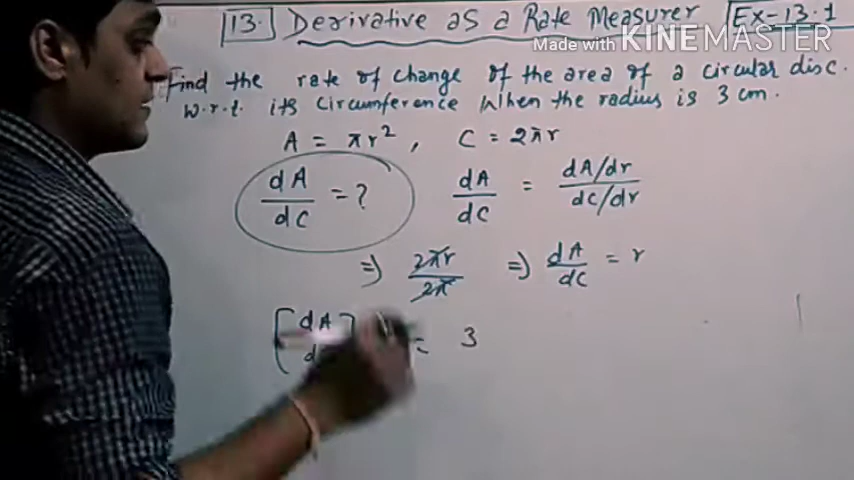 13. Derivative as a Rate Measurer Ex-13.1
Made with KINEMASTER
Find the rate of change of the area of a circular disc.
w.r.t. its circumference when the radius is 3 cm.
A = πr², C = 2πr
dA/dC = ? dA/dC = (dA/dr)/(dC/dr)
⇒ 2πr/2π ⇒ dA/dC = r
[dA = 3